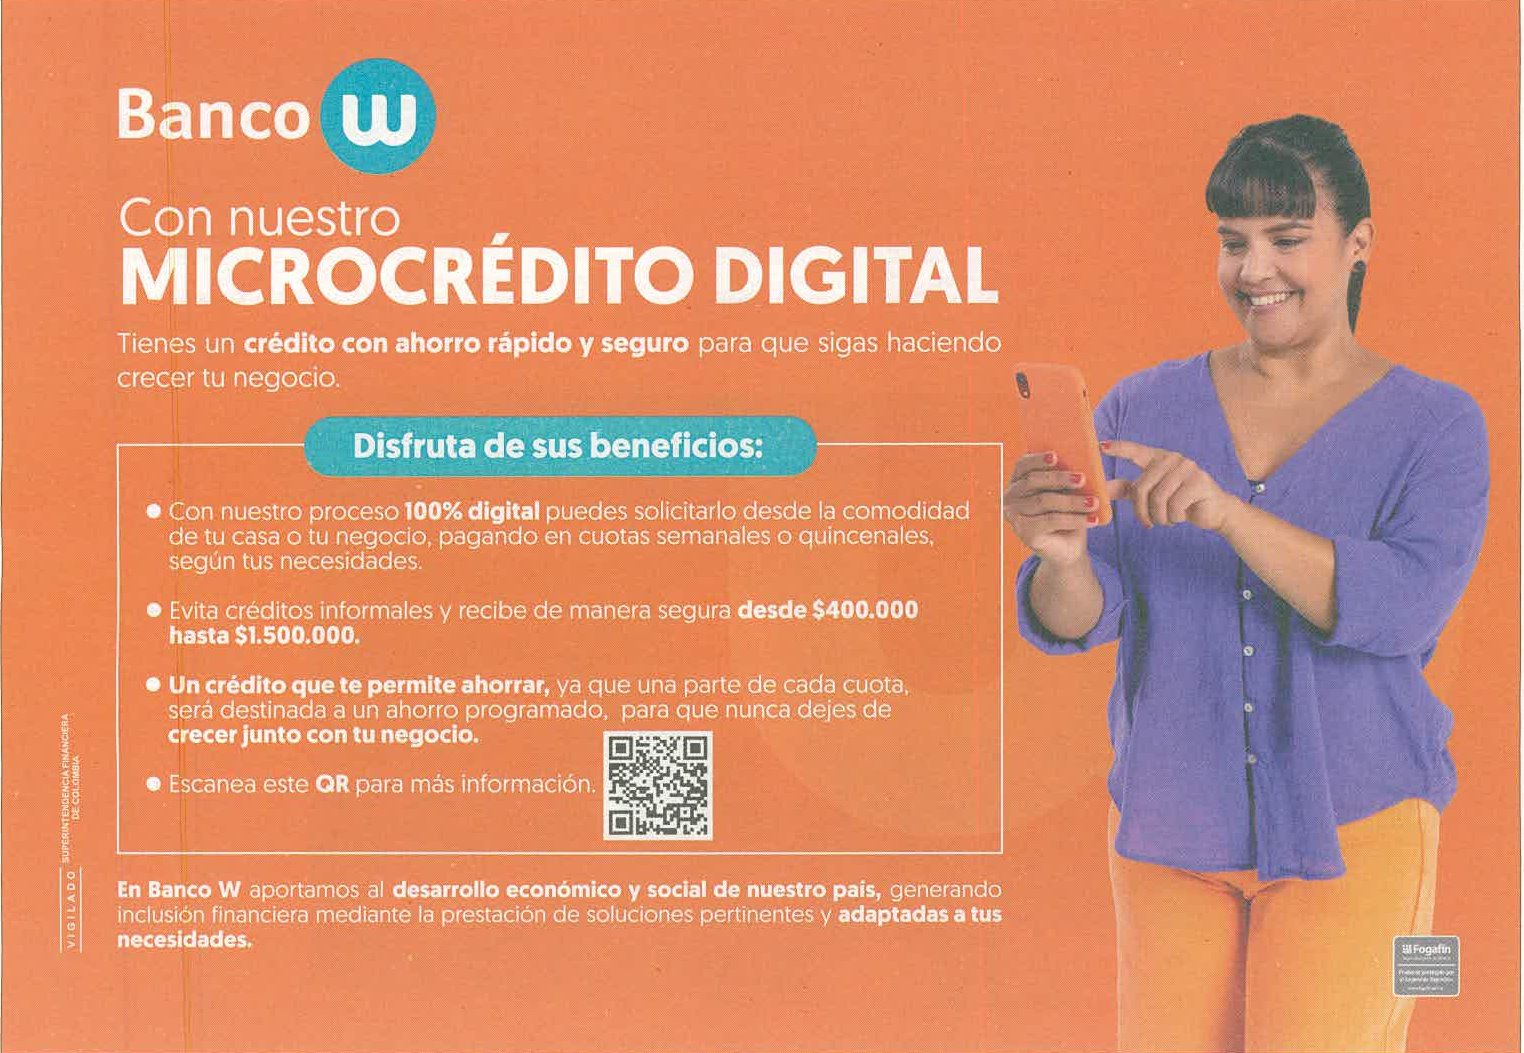 Banco W
Con nuestro
MICROCRÉDITO DIGITAL
Tienes un crédito con ahorro rápido y seguro para que sigas haciendo
crecer tu negocio.
Disfruta de sus beneficios:
● Con nuestro proceso 100% digital puedes solicitarlo desde la comodidad
de tu casa o tu negocio, pagando en cuotas semanales o quincenales,
según tus necesidades.
● Evita créditos informales y recibe de manera segura desde $400.000
hasta $1.500.000.
● Un crédito que te permite ahorrar, ya que una parte de cada cuota,
será destinada a un ahorro programado, para que nunca dejes de
crecer junto con tu negocio.
● Escanea este QR para más información.
En Banco W aportamos al desarrollo económico y social de nuestro país, generando
inclusión financiera mediante la prestación de soluciones pertinentes y adaptadas a tus
necesidades.
VIGILADO
SUPERINTENDENCIA FINANCIERA
DE COLOMBIA
Fogafín